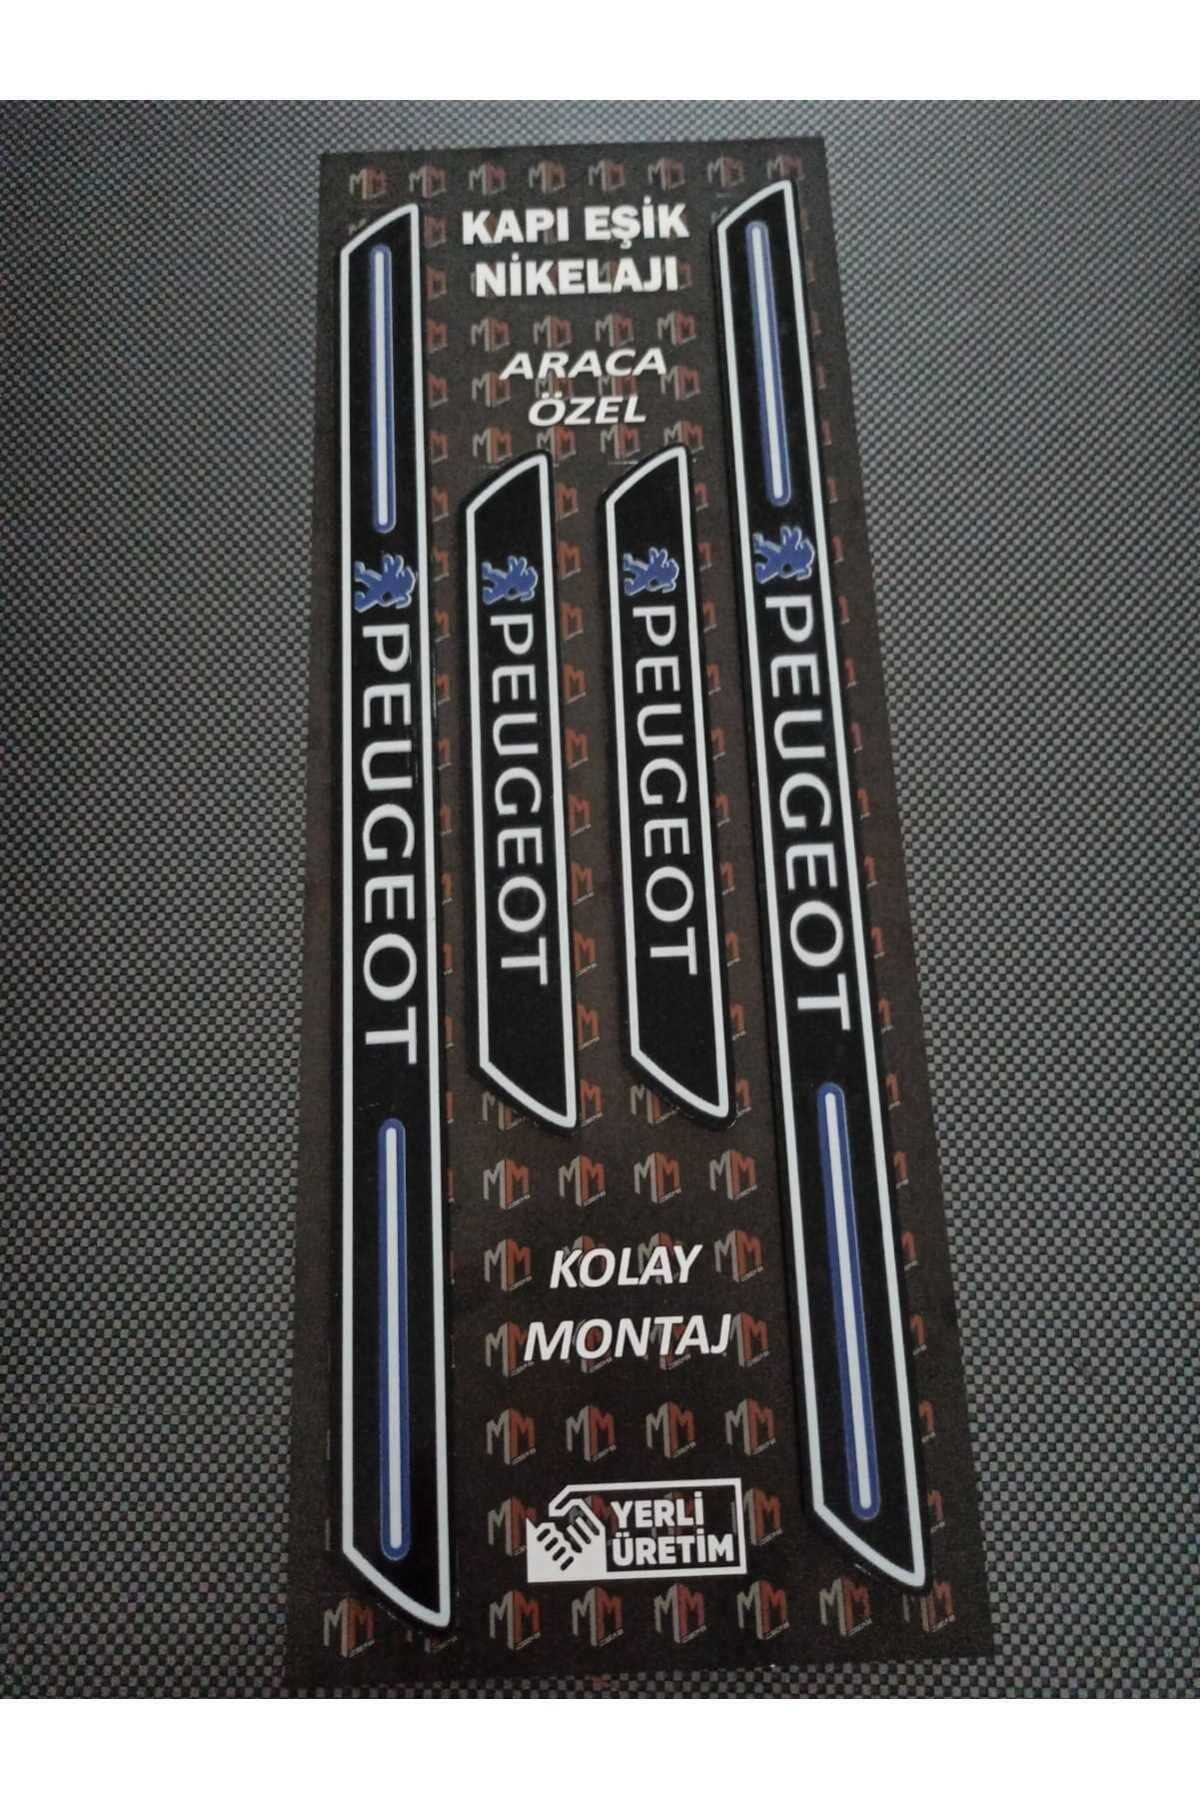 KAPI EŞİK
NİKELAJI
ARACA
ÖZEL
PEUGEOT
PEUGEOT
PEUGEOT
PEUGEOT
KOLAY
MONTAJ
YERLİ
ÜRETİM